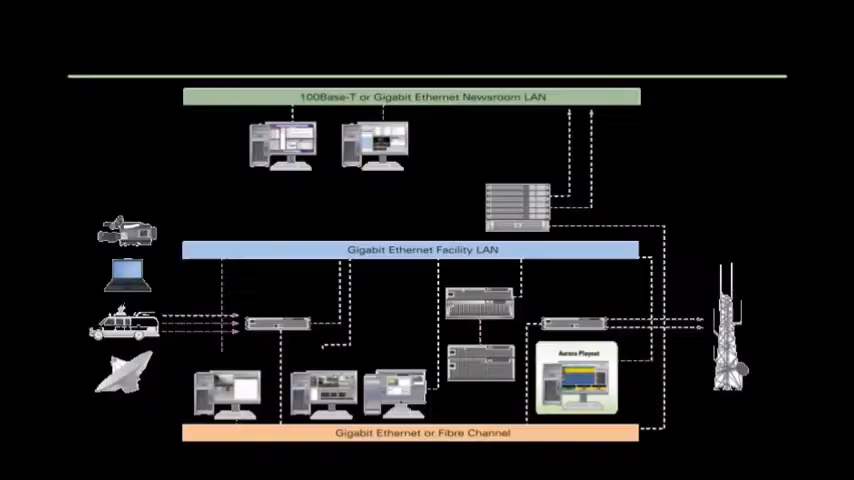 100Base-T or Gigabit Ethernet Newsroom LAN
Gigabit Ethernet Facility LAN
Aurora Playout
Gigabit Ethernet or Fibre Channel